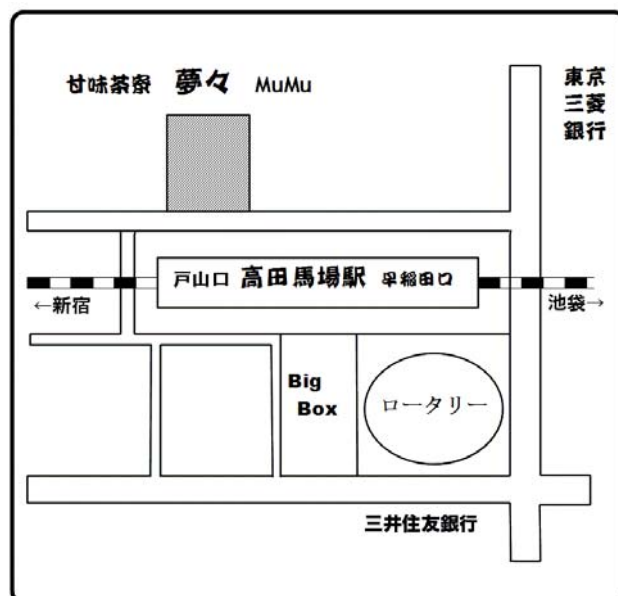 甘味茶寮 夢々 MuMu
東京
三菱
銀行
戸山口 高田馬場駅 早稲田口
←新宿
池袋→
Big
Box
ロータリー
三井住友銀行